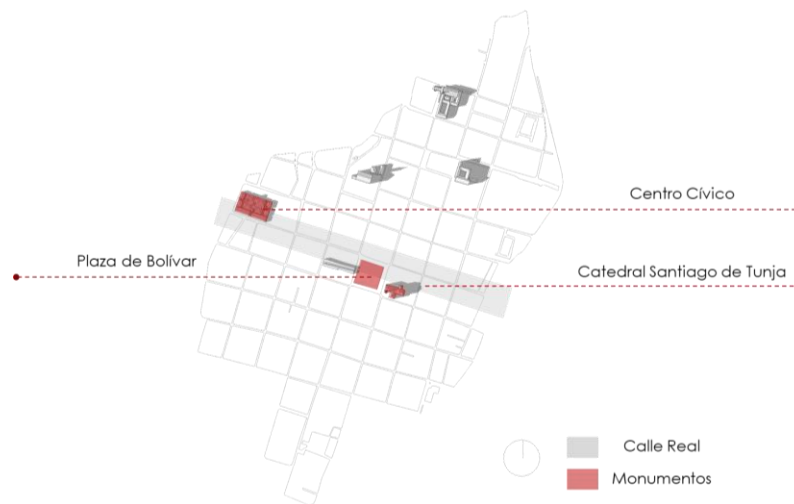 Centro Cívico
Plaza de Bolívar
Catedral Santiago de Tunja
Calle Real
Monumentos